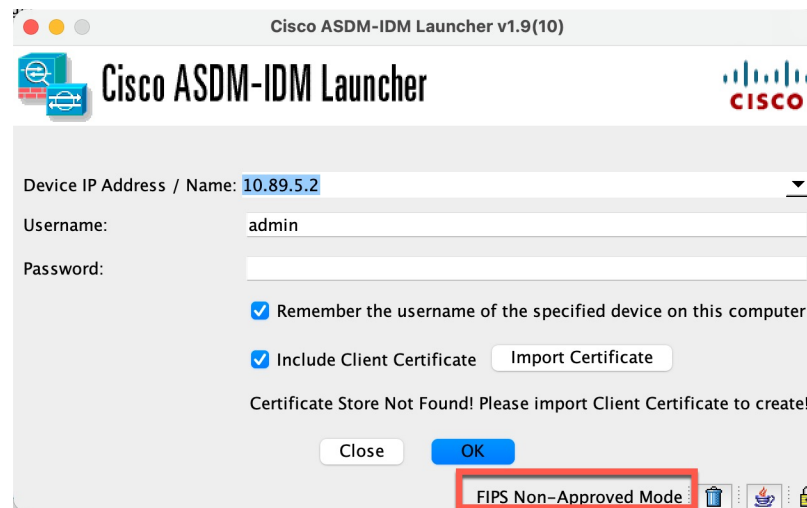 Cisco ASDM-IDM Launcher v1.9(10)
Cisco ASDM-IDM Launcher
CISCO
Device IP Address / Name: 10.89.5.2
Username: admin
Password:
Remember the username of the specified device on this computer
Include Client Certificate Import Certificate
Certificate Store Not Found! Please import Client Certificate to create!
Close OK
FIPS Non-Approved Mode